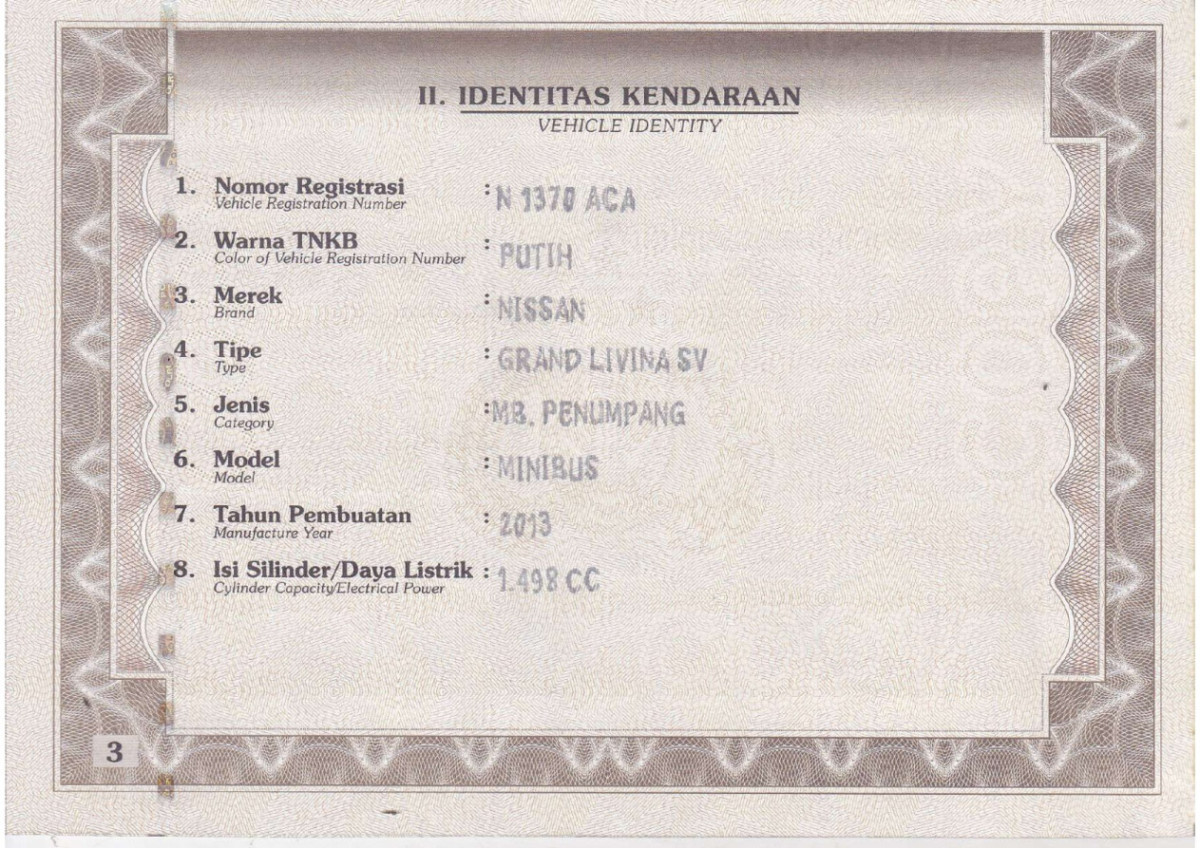 II. IDENTITAS KENDARAAN
VEHICLE IDENTITY
1. Nomor Registrasi : N 1370 ACA
Vehicle Registration Number
2. Warna TNKB : PUTIH
Color of Vehicle Registration Number
3. Merek : NISSAN
Brand
4. Tipe : GRAND LIVINA SV
Type
5. Jenis : MB. PENUMPANG
Category
6. Model : MINIBUS
Model
7. Tahun Pembuatan : 2013
Manufacture Year
8. Isi Silinder/Daya Listrik : 1.498 CC
Cylinder Capacity/Electrical Power
3